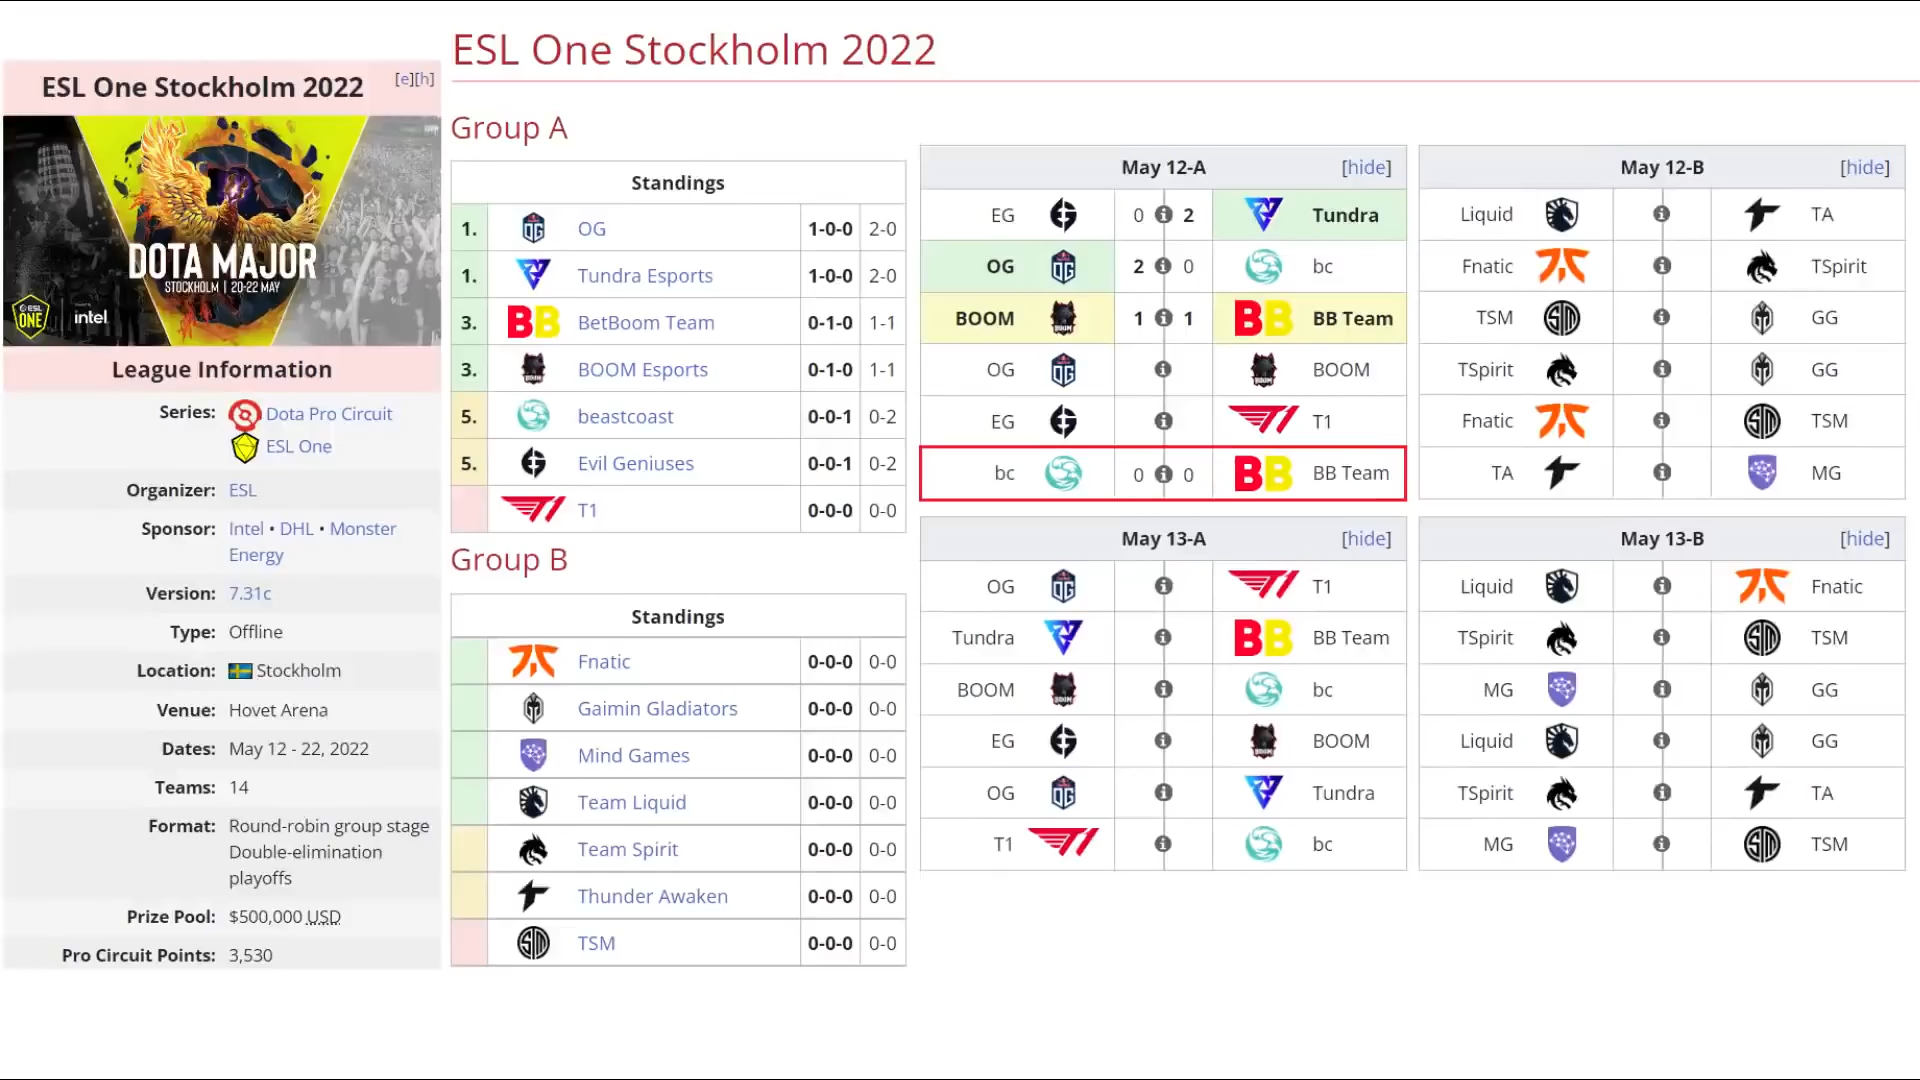 ESL One Stockholm 2022
ESL One Stockholm 2022 [e][h]
DOTA MAJOR
STOCKHOLM | 20-22 MAY
ESL ONE
intel
League Information
Series: Dota Pro Circuit
ESL One
Organizer: ESL
Sponsor: Intel • DHL • Monster
Energy
Version: 7.31c
Type: Offline
Location: Stockholm
Venue: Hovet Arena
Dates: May 12 - 22, 2022
Teams: 14
Format: Round-robin group stage
Double-elimination
playoffs
Prize Pool: $500,000 USD
Pro Circuit Points: 3,530
Group A
Standings
1. OG 1-0-0 2-0
1. Tundra Esports 1-0-0 2-0
3. BB BetBoom Team 0-1-0 1-1
3. BOOM Esports 0-1-0 1-1
5. beastcoast 0-0-1 0-2
5. Evil Geniuses 0-0-1 0-2
T1 T1 0-0-0 0-0
Group B
Standings
Fnatic 0-0-0 0-0
Gaimin Gladiators 0-0-0 0-0
Mind Games 0-0-0 0-0
Team Liquid 0-0-0 0-0
Team Spirit 0-0-0 0-0
Thunder Awaken 0-0-0 0-0
TSM 0-0-0 0-0
May 12-A [hide]
EG 0 2 Tundra
OG 2 0 bc
BOOM 1 1 BB BB Team
OG BOOM
EG T1 T1
bc 0 0 BB BB Team
May 12-B [hide]
Liquid TA
Fnatic TSpirit
TSM GG
TSpirit GG
Fnatic TSM
TA MG
May 13-A [hide]
OG T1 T1
Tundra BB BB Team
BOOM bc
EG BOOM
OG Tundra
T1 T1 bc
May 13-B [hide]
Liquid Fnatic
TSpirit TSM
MG GG
Liquid GG
TSpirit TA
MG TSM